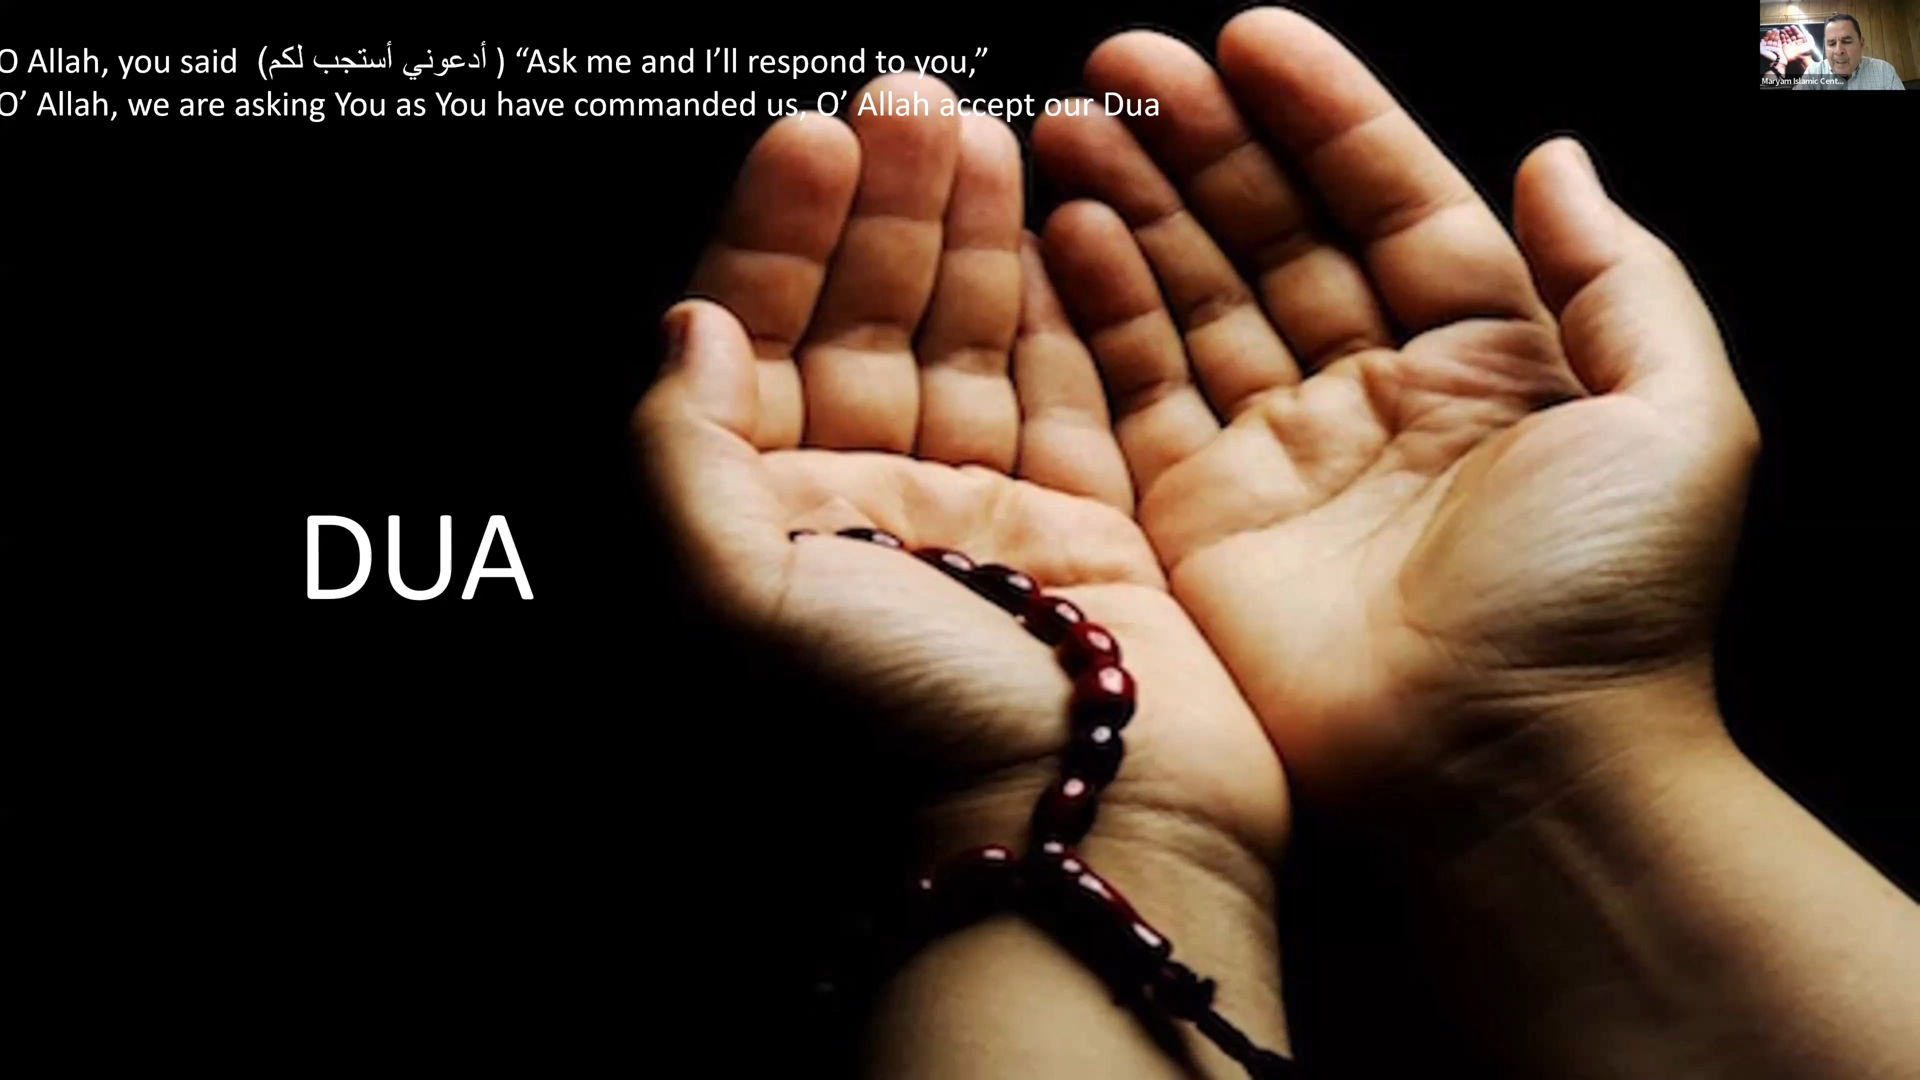 O Allah, you said (أدعوني أستجب لكم ) “Ask me and I’ll respond to you,”
O’ Allah, we are asking You as You have commanded us, O’ Allah accept our Dua
Maryam Islamic Cent...
DUA